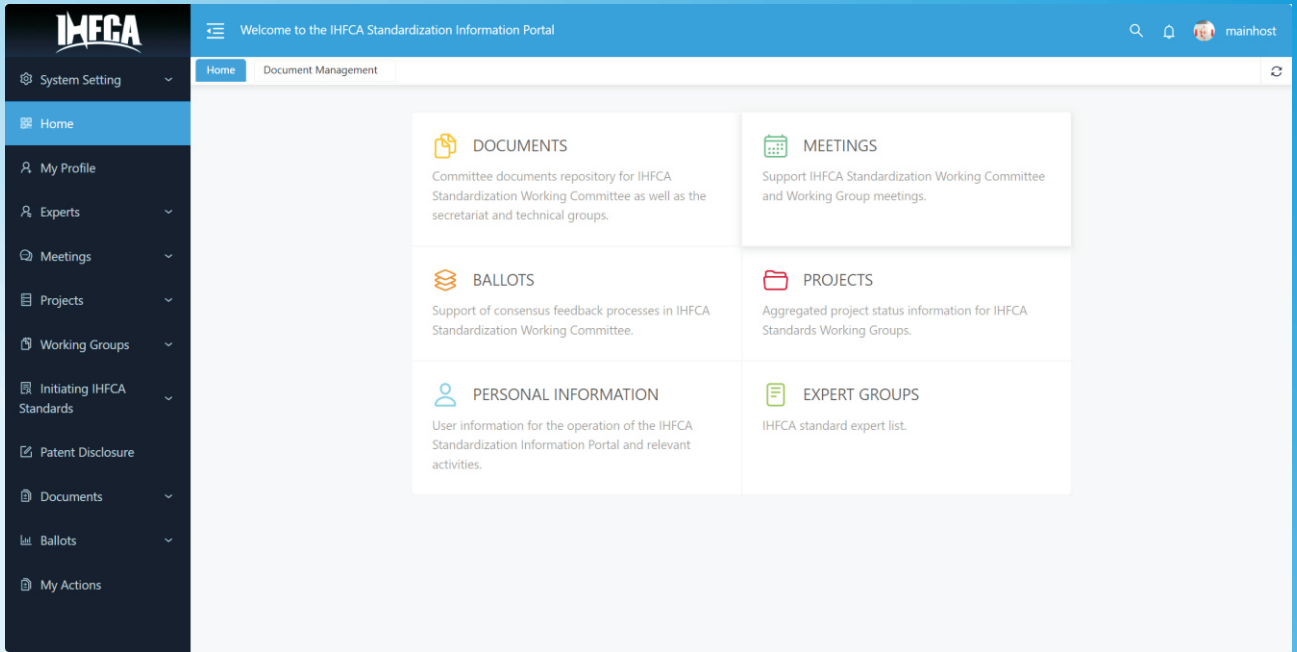 IHFCA
Welcome to the IHFCA Standardization Information Portal
mainhost
Home
Document Management
System Setting
Home
My Profile
Experts
Meetings
Projects
Working Groups
Initiating IHFCA
Standards
Patent Disclosure
Documents
Ballots
My Actions
DOCUMENTS
Committee documents repository for IHFCA
Standardization Working Committee as well as the
secretariat and technical groups.
MEETINGS
Support IHFCA Standardization Working Committee
and Working Group meetings.
BALLOTS
Support of consensus feedback processes in IHFCA
Standardization Working Committee.
PROJECTS
Aggregated project status information for IHFCA
Standards Working Groups.
PERSONAL INFORMATION
User information for the operation of the IHFCA
Standardization Information Portal and relevant
activities.
EXPERT GROUPS
IHFCA standard expert list.